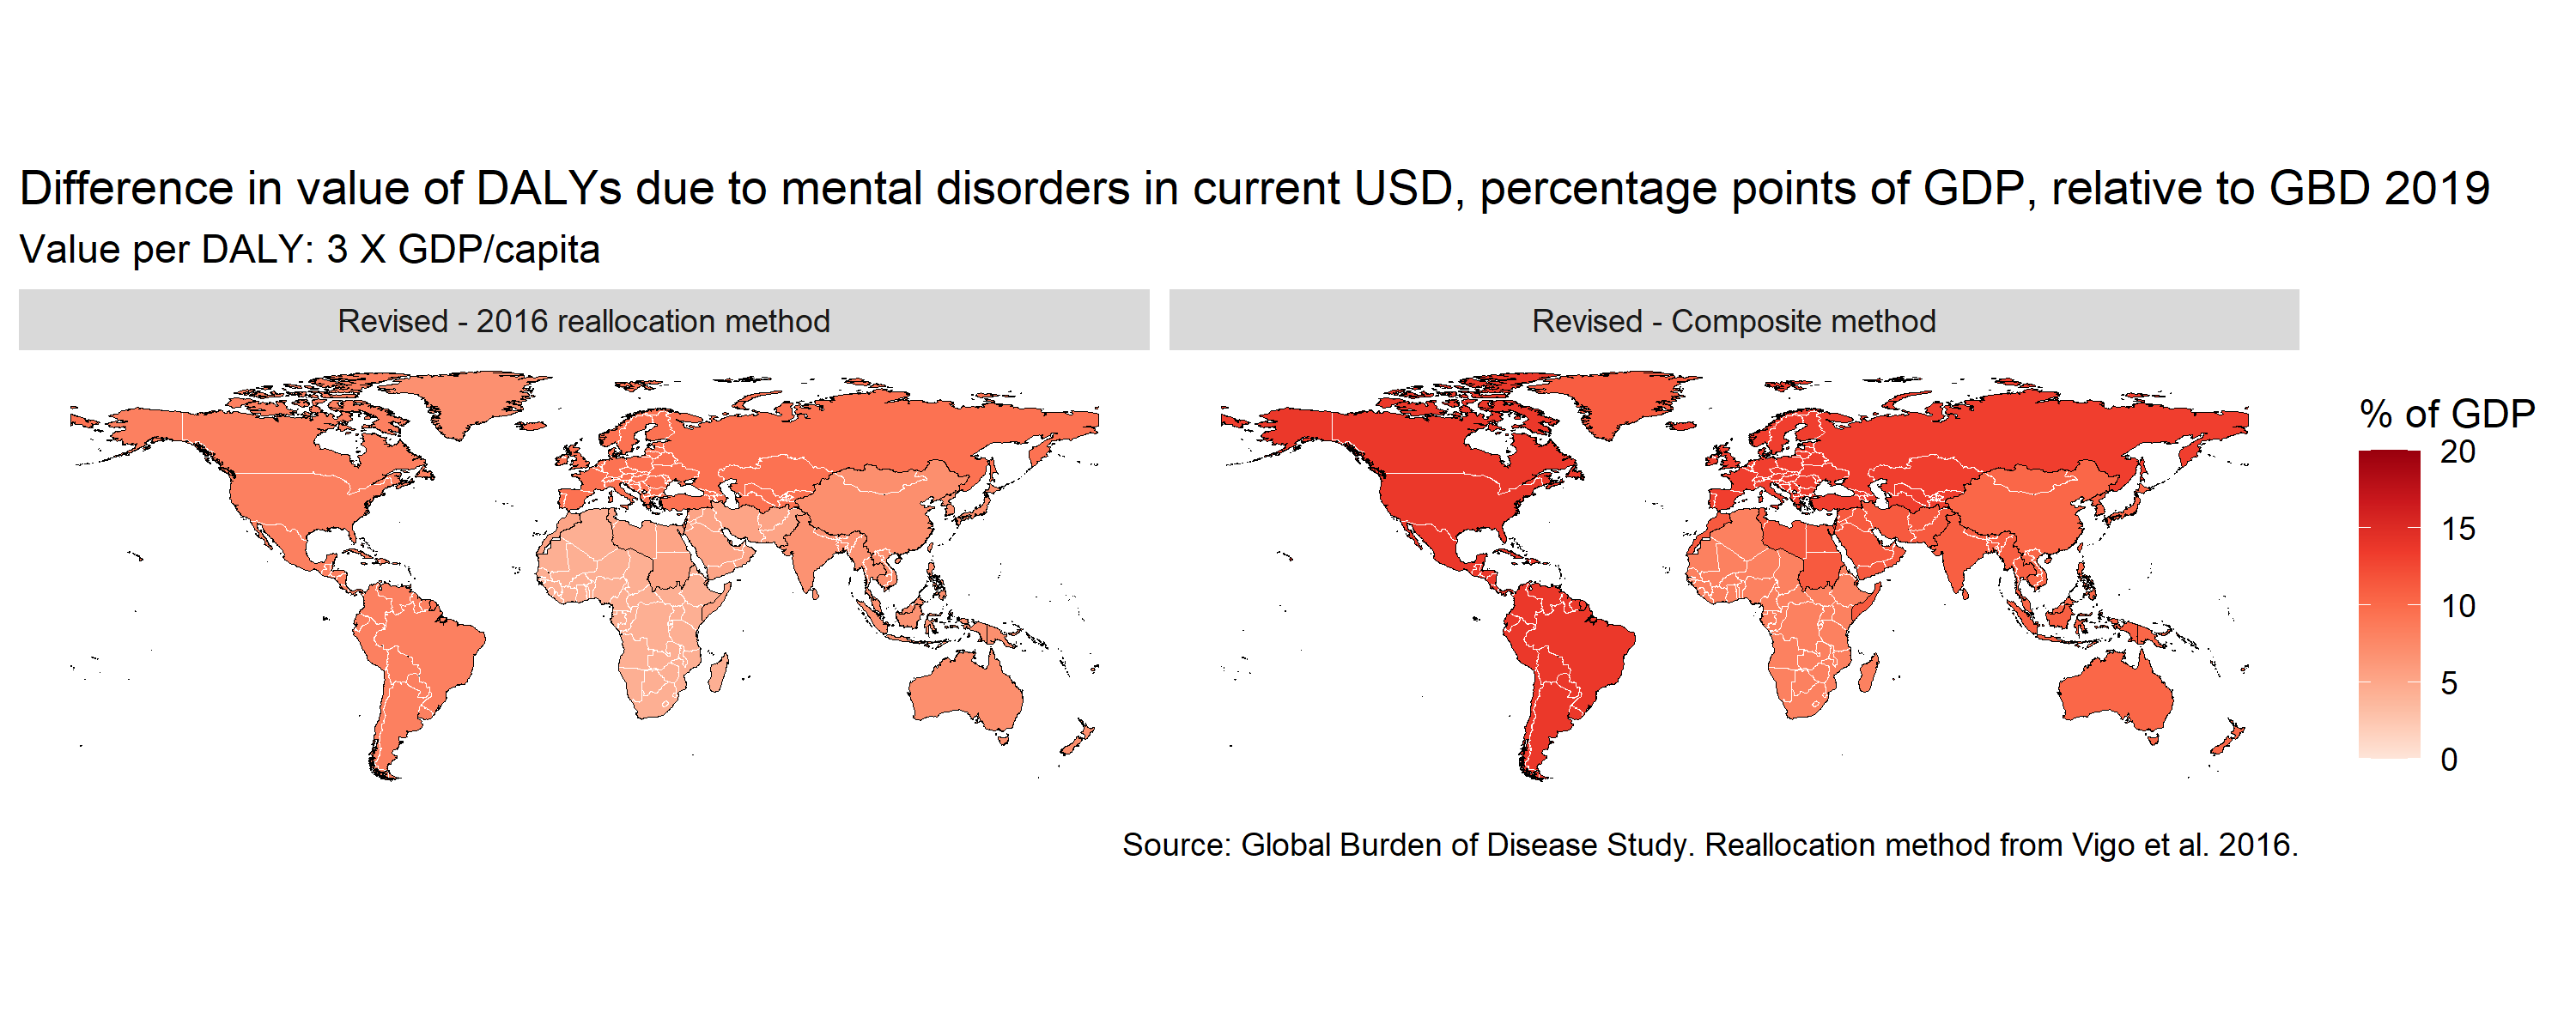 Difference in value of DALYs due to mental disorders in current USD, percentage points of GDP, relative to GBD 2019
Value per DALY: 3 X GDP/capita
Revised - 2016 reallocation method
Revised - Composite method
% of GDP
20
15
10
5
0
Source: Global Burden of Disease Study. Reallocation method from Vigo et al. 2016.